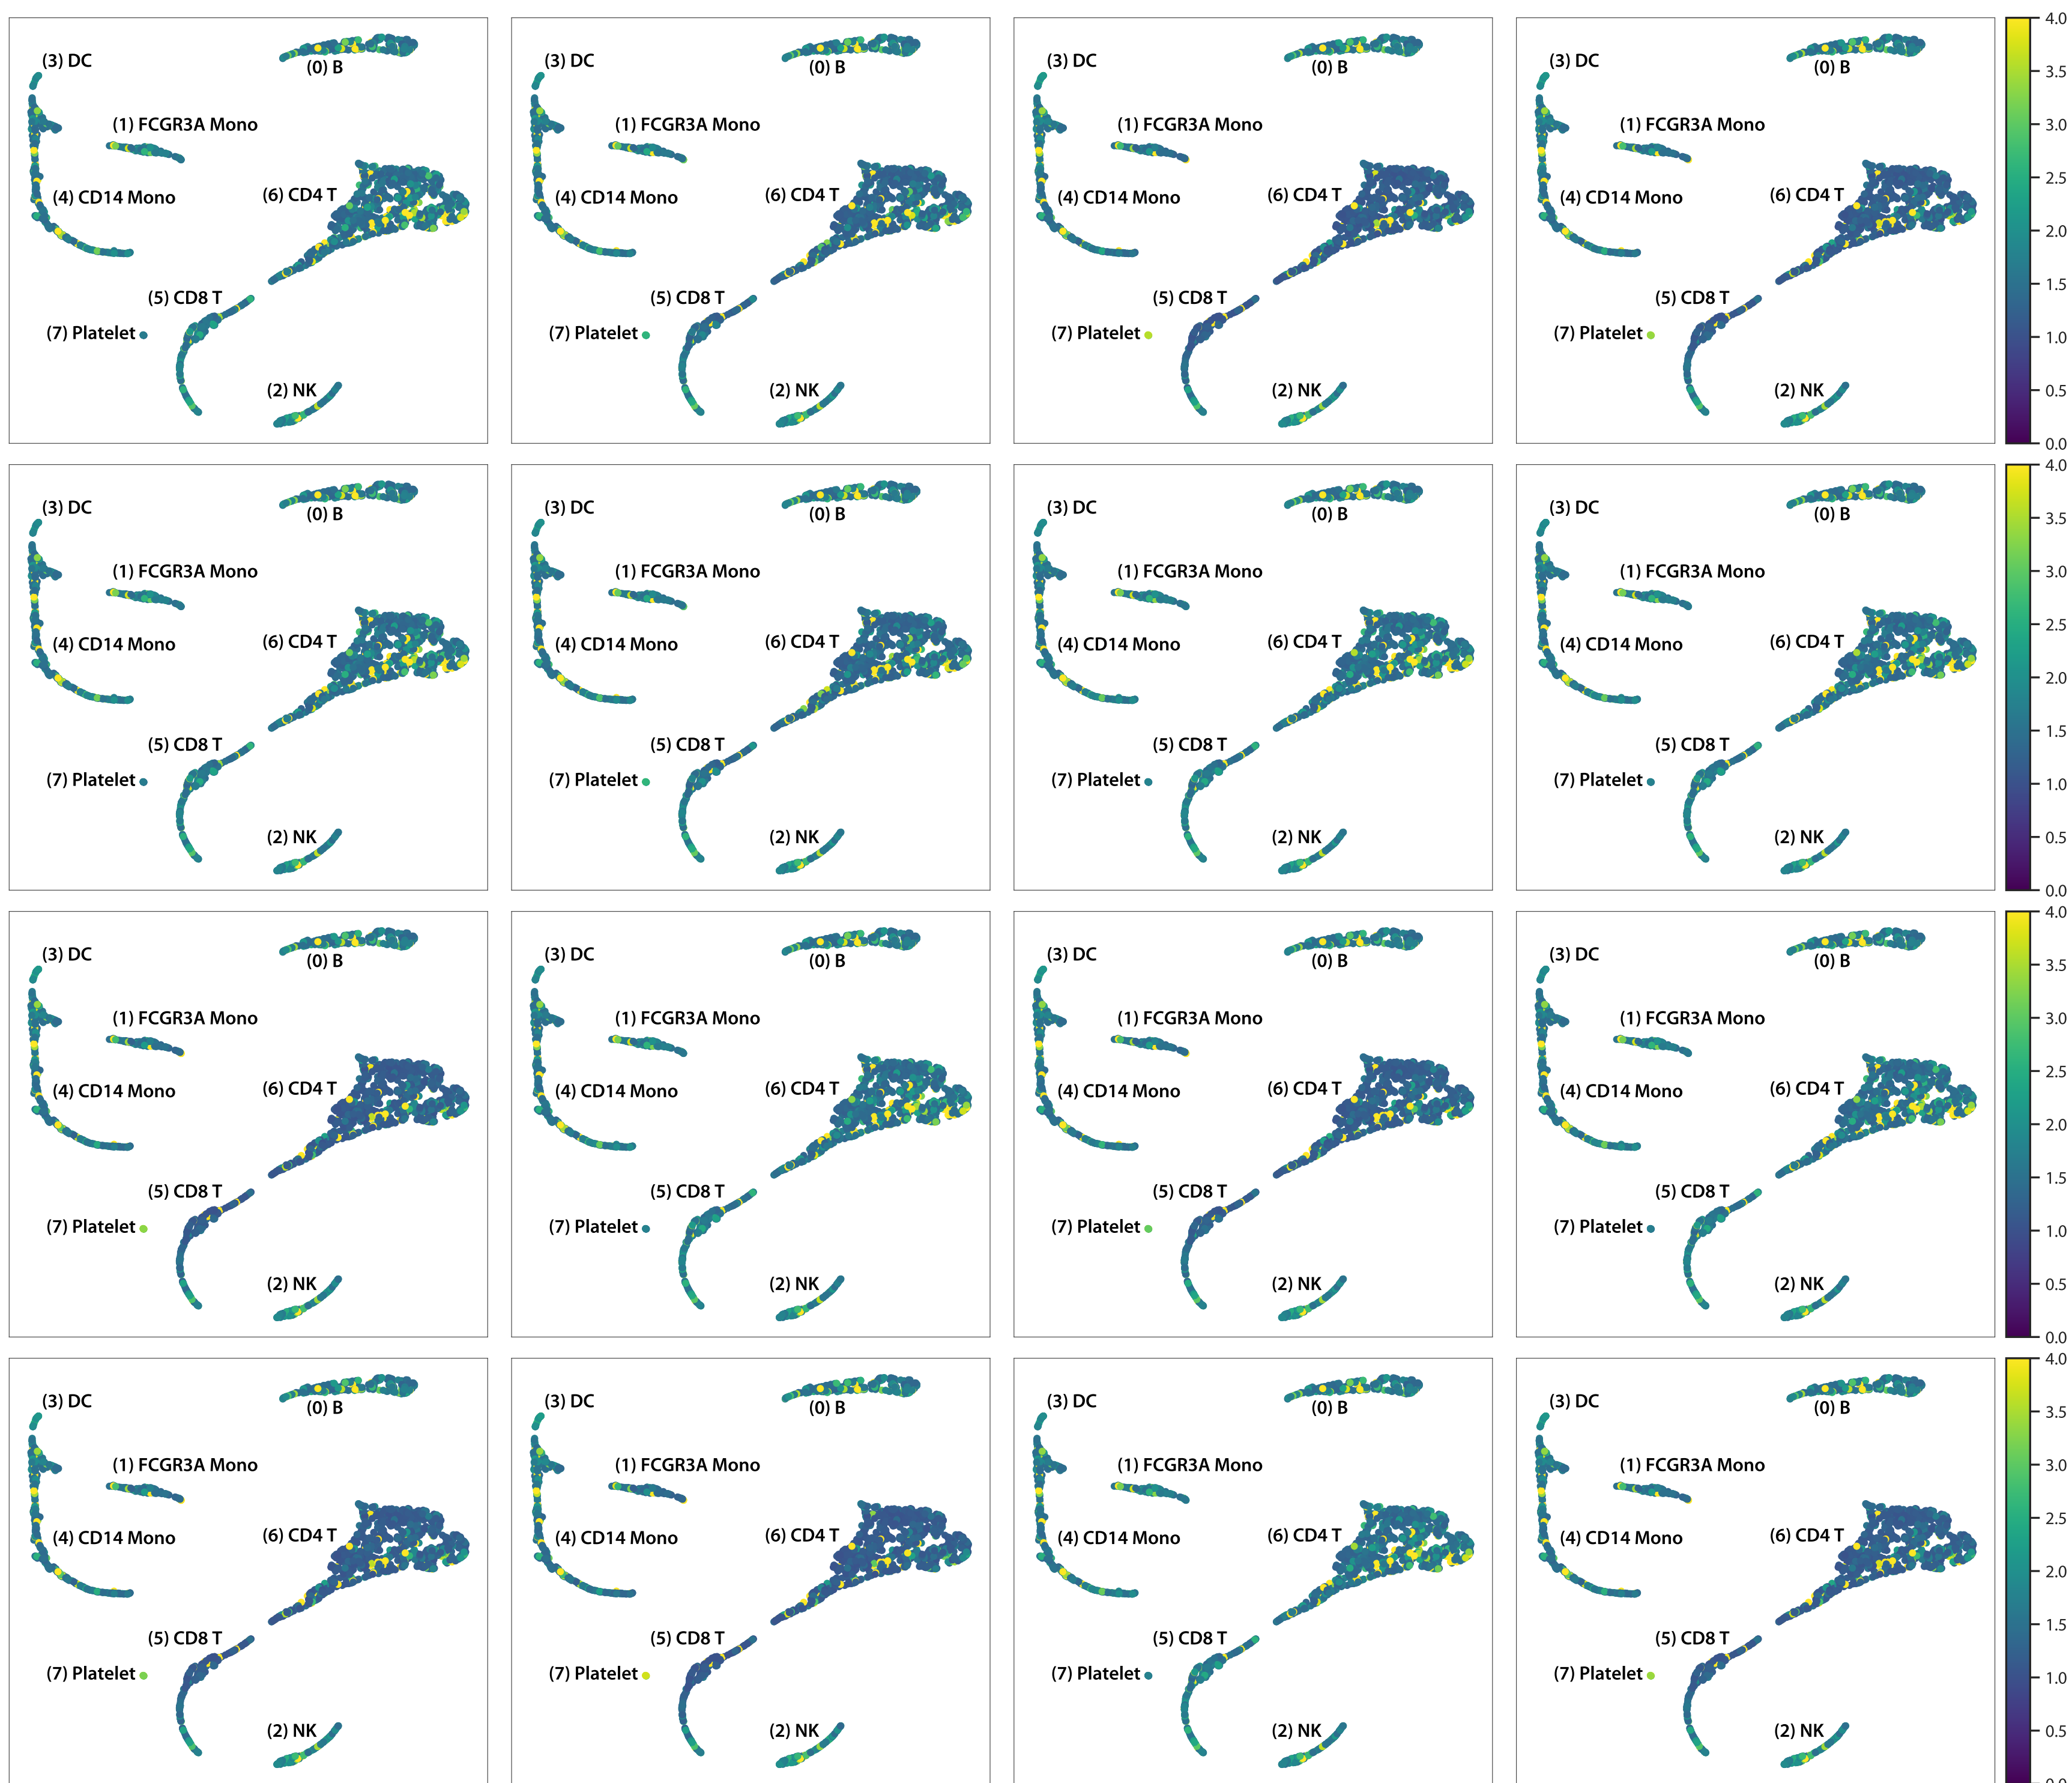 (3) DC
(0) B
(1) FCGR3A Mono
(4) CD14 Mono
(6) CD4 T
(5) CD8 T
(7) Platelet
(2) NK
(3) DC
(0) B
(1) FCGR3A Mono
(4) CD14 Mono
(6) CD4 T
(5) CD8 T
(7) Platelet
(2) NK
(3) DC
(0) B
(1) FCGR3A Mono
(4) CD14 Mono
(6) CD4 T
(5) CD8 T
(7) Platelet
(2) NK
(3) DC
(0) B
(1) FCGR3A Mono
(4) CD14 Mono
(6) CD4 T
(5) CD8 T
(7) Platelet
(2) NK
4.0
3.5
3.0
2.5
2.0
1.5
1.0
0.5
0.0
(3) DC
(0) B
(1) FCGR3A Mono
(4) CD14 Mono
(6) CD4 T
(5) CD8 T
(7) Platelet
(2) NK
(3) DC
(0) B
(1) FCGR3A Mono
(4) CD14 Mono
(6) CD4 T
(5) CD8 T
(7) Platelet
(2) NK
(3) DC
(0) B
(1) FCGR3A Mono
(4) CD14 Mono
(6) CD4 T
(5) CD8 T
(7) Platelet
(2) NK
(3) DC
(0) B
(1) FCGR3A Mono
(4) CD14 Mono
(6) CD4 T
(5) CD8 T
(7) Platelet
(2) NK
4.0
3.5
3.0
2.5
2.0
1.5
1.0
0.5
0.0
(3) DC
(0) B
(1) FCGR3A Mono
(4) CD14 Mono
(6) CD4 T
(5) CD8 T
(7) Platelet
(2) NK
(3) DC
(0) B
(1) FCGR3A Mono
(4) CD14 Mono
(6) CD4 T
(5) CD8 T
(7) Platelet
(2) NK
(3) DC
(0) B
(1) FCGR3A Mono
(4) CD14 Mono
(6) CD4 T
(5) CD8 T
(7) Platelet
(2) NK
(3) DC
(0) B
(1) FCGR3A Mono
(4) CD14 Mono
(6) CD4 T
(5) CD8 T
(7) Platelet
(2) NK
4.0
3.5
3.0
2.5
2.0
1.5
1.0
0.5
0.0
(3) DC
(0) B
(1) FCGR3A Mono
(4) CD14 Mono
(6) CD4 T
(5) CD8 T
(7) Platelet
(2) NK
(3) DC
(0) B
(1) FCGR3A Mono
(4) CD14 Mono
(6) CD4 T
(5) CD8 T
(7) Platelet
(2) NK
(3) DC
(0) B
(1) FCGR3A Mono
(4) CD14 Mono
(6) CD4 T
(5) CD8 T
(7) Platelet
(2) NK
(3) DC
(0) B
(1) FCGR3A Mono
(4) CD14 Mono
(6) CD4 T
(5) CD8 T
(7) Platelet
(2) NK
4.0
3.5
3.0
2.5
2.0
1.5
1.0
0.5